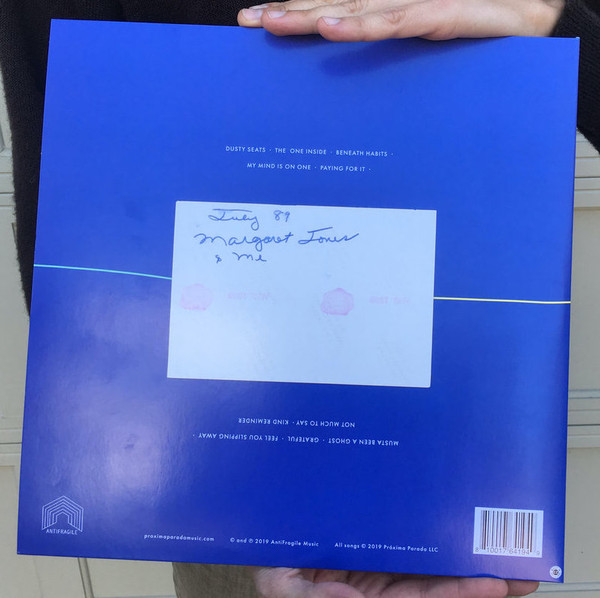 DUSTY SEATS · THE ONE INSIDE · BENEATH HABITS ·
MY MIND IS ON ONE · PAYING FOR IT ·
July 89
Margaret Jones
& Me
MUSTA BEEN A GHOST · GRATEFUL · FEEL YOU SLIPPING AWAY ·
NOT MUCH TO SAY · KIND REMINDER
ANTIFRAGILE
proximaparadamusic.com
© and ℗ 2019 AntiFragile Music
All songs © 2019 Próxima Parada LLC